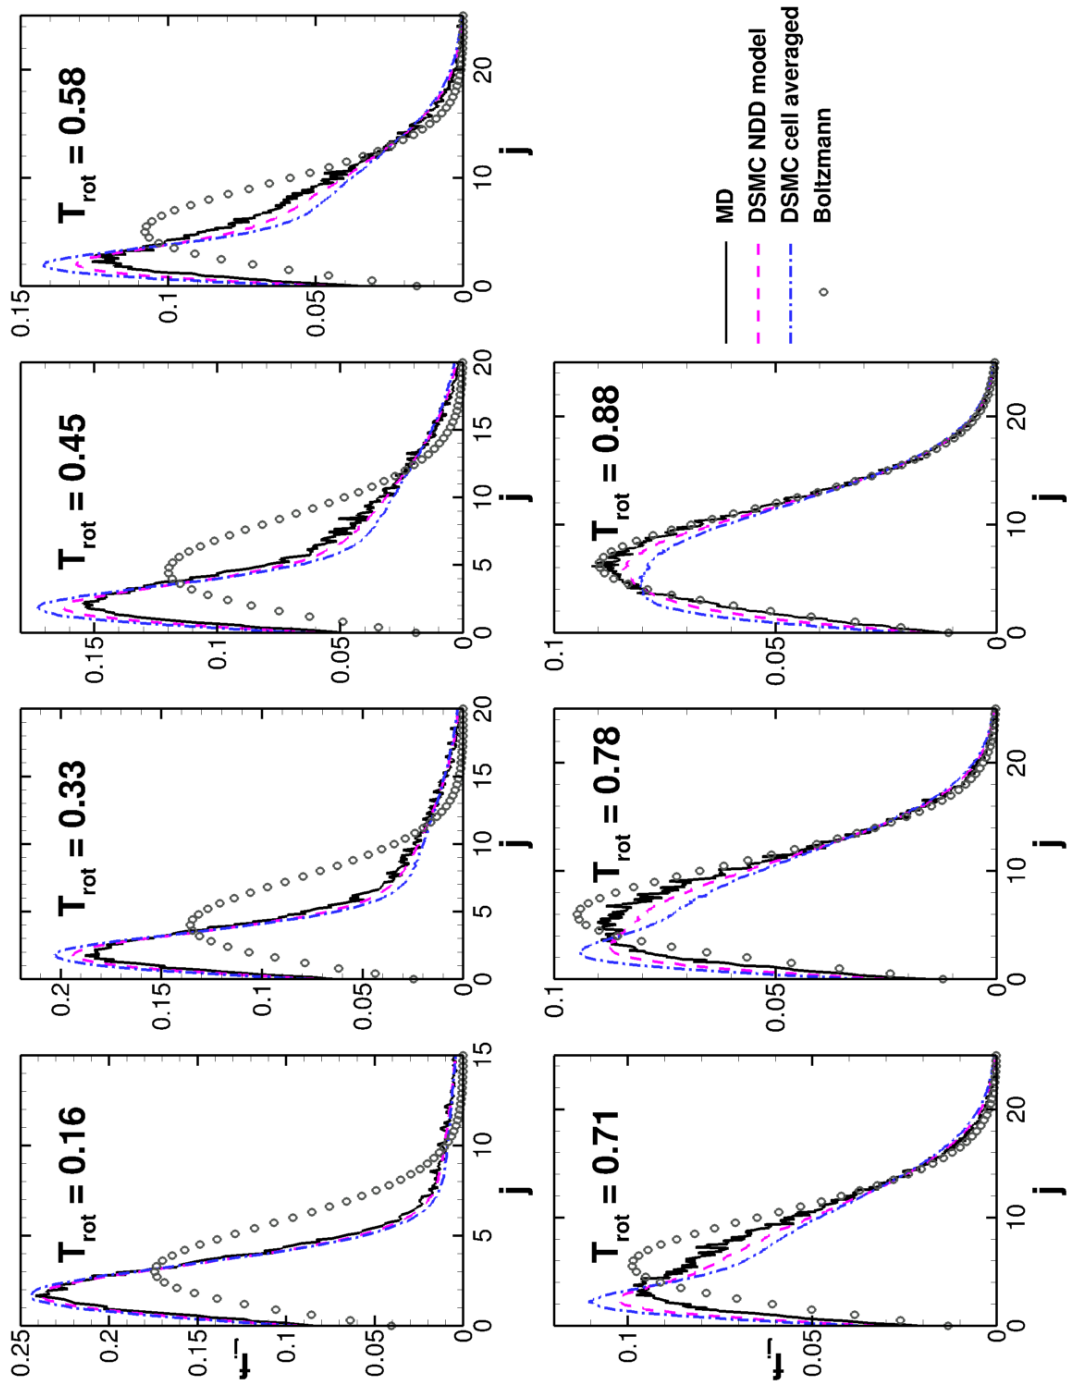 T_rot = 0.16
0.25
0.2
0.15
0.1
0.05
0
f_j
0 5 10 15
j
T_rot = 0.33
0.2
0.15
0.1
0.05
0
0 5 10 15 20
j
T_rot = 0.45
0.15
0.1
0.05
0
0 5 10 15 20
j
T_rot = 0.58
0.15
0.1
0.05
0
0 10 20
j
T_rot = 0.71
0.1
0.05
0
0 10 20
j
T_rot = 0.78
0.1
0.05
0
0 10 20
j
T_rot = 0.88
0.1
0.05
0
0 10 20
j
MD
DSMC NDD model
DSMC cell averaged
Boltzmann